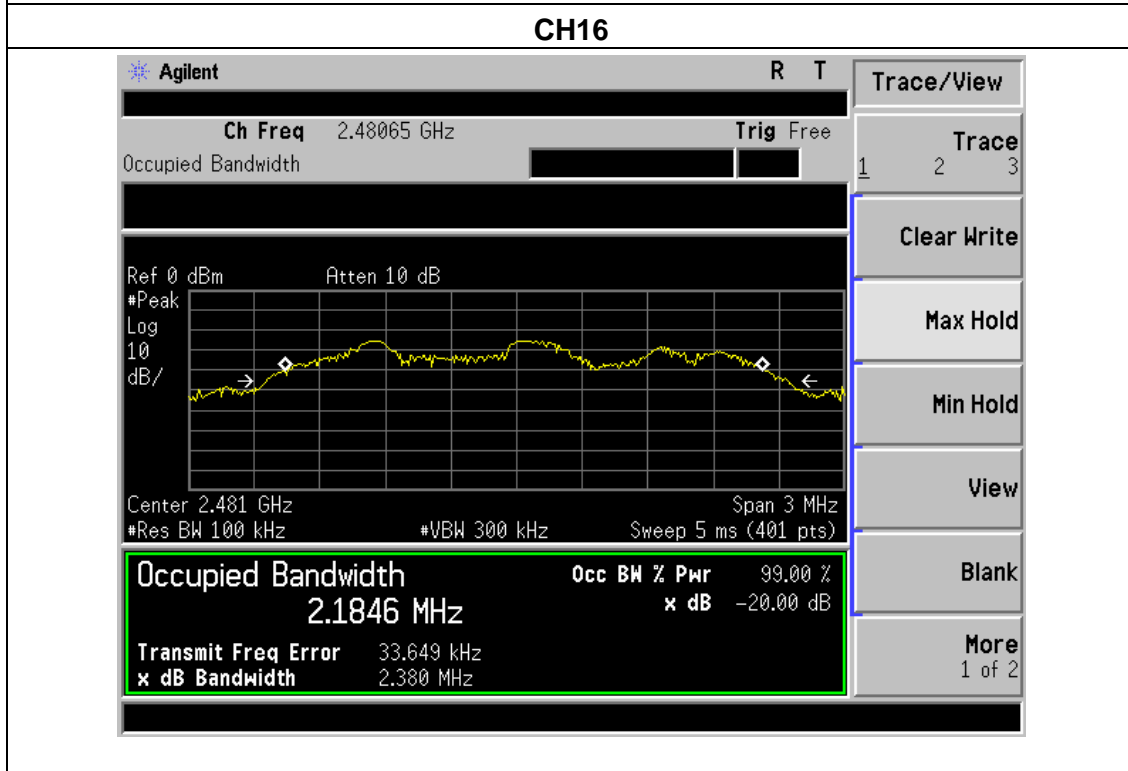 CH16
Agilent R T
Trace/View
Ch Freq 2.48065 GHz Trig Free
Occupied Bandwidth
Trace
1 2 3
Clear Write
Ref 0 dBm Atten 10 dB
#Peak
Log
10
dB/
Max Hold
Min Hold
View
Center 2.481 GHz Span 3 MHz
#Res BW 100 kHz #VBW 300 kHz Sweep 5 ms (401 pts)
Occupied Bandwidth Occ BW % Pwr 99.00 %
2.1846 MHz x dB -20.00 dB
Blank
Transmit Freq Error 33.649 kHz
x dB Bandwidth 2.380 MHz
More
1 of 2